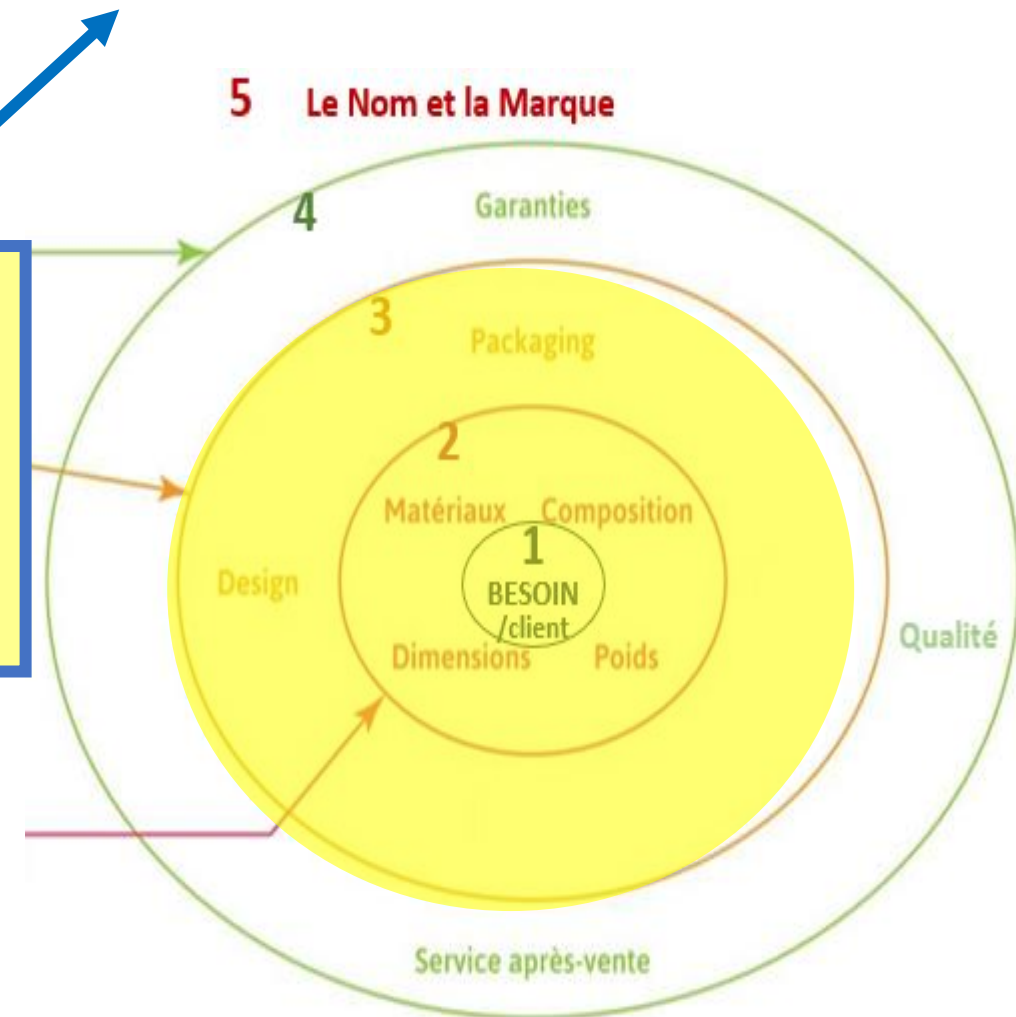 5 Le Nom et la Marque
4
Garanties
3
Packaging
2
Matériaux Composition
1
BESOIN
/client
Design
Qualité
Dimensions Poids
Service après-vente